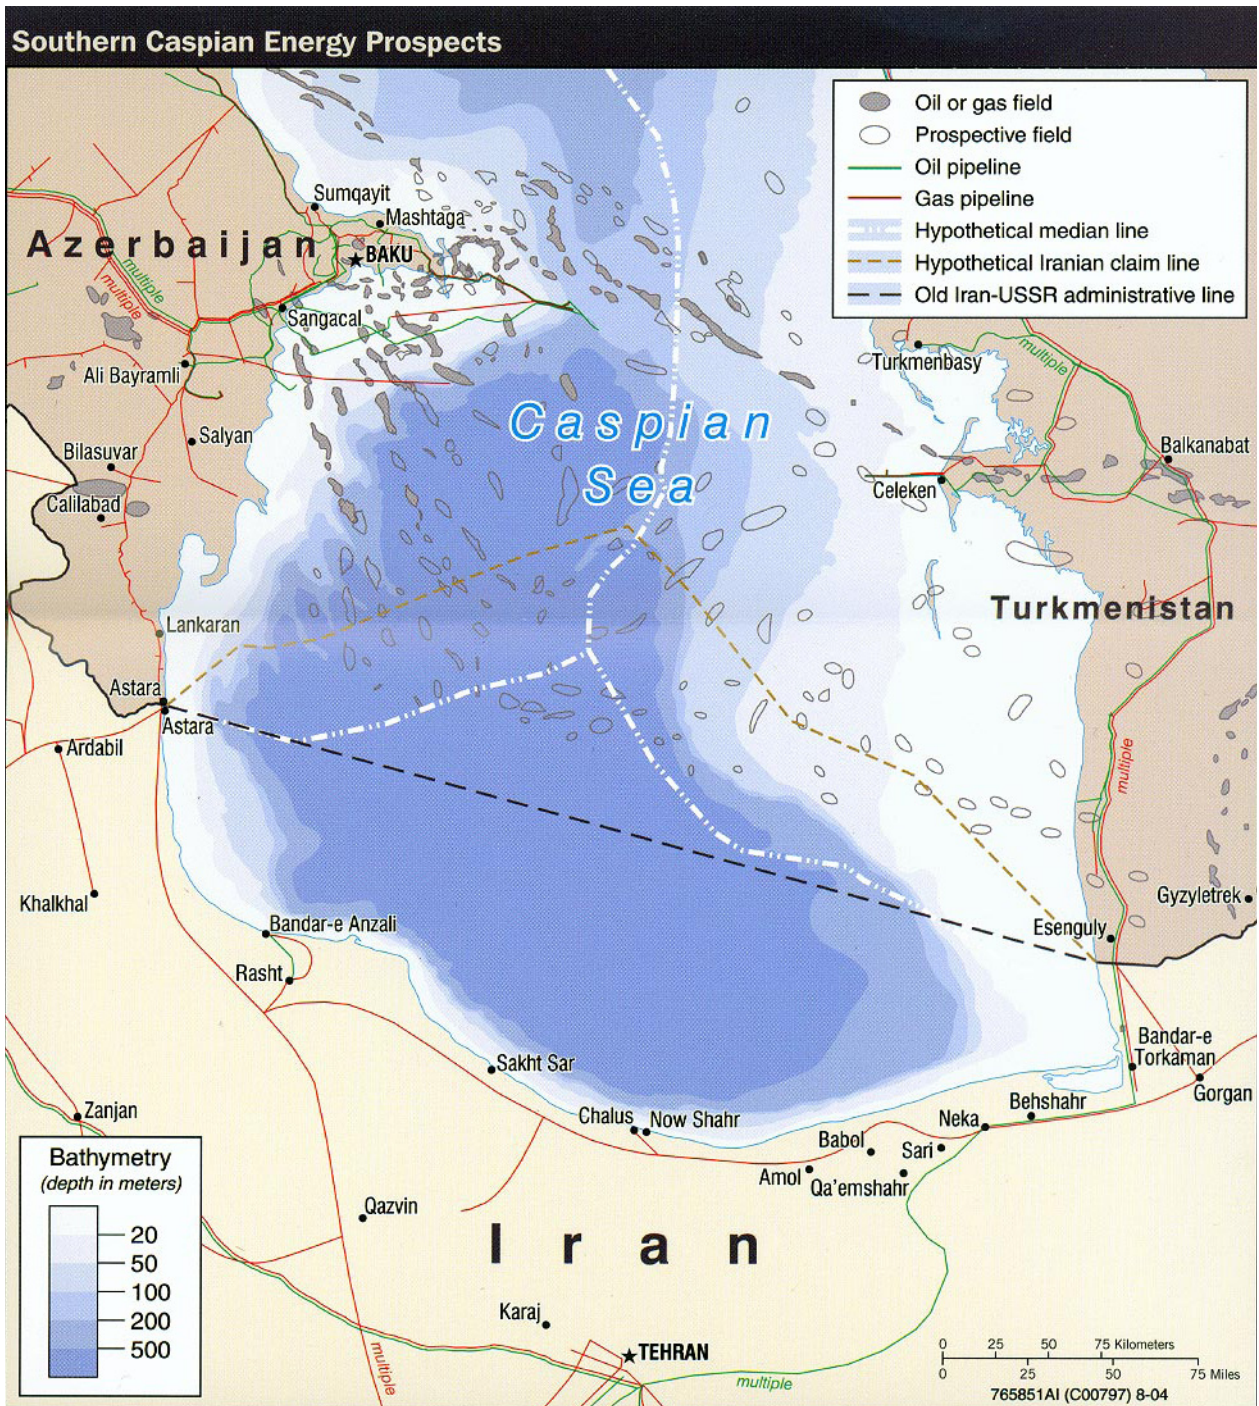 Southern Caspian Energy Prospects
Oil or gas field
Prospective field
Oil pipeline
Gas pipeline
Hypothetical median line
Hypothetical Iranian claim line
Old Iran-USSR administrative line
Sumqayit
Mashtaga
Azerbaijan
BAKU
multiple
multiple
Sangacal
Turkmenbasy
multiple
Ali Bayramli
Caspian
Sea
Salyan
Bilasuvar
Balkanabat
Calilabad
Celeken
Turkmenistan
Lankaran
Astara
Astara
Ardabil
multiple
Khalkhal
Gyzyletrek
Bandar-e Anzali
Esenguly
Rasht
Sakht Sar
Bandar-e
Torkaman
Gorgan
Zanjan
Chalus
Now Shahr
Behshahr
Neka
Babol
Sari
Amol
Qa'emshahr
Bathymetry
(depth in meters)
20
50
100
200
500
Qazvin
Iran
Karaj
TEHRAN
multiple
multiple
0 25 50 75 Kilometers
0 25 50 75 Miles
765851AI (C00797) 8-04